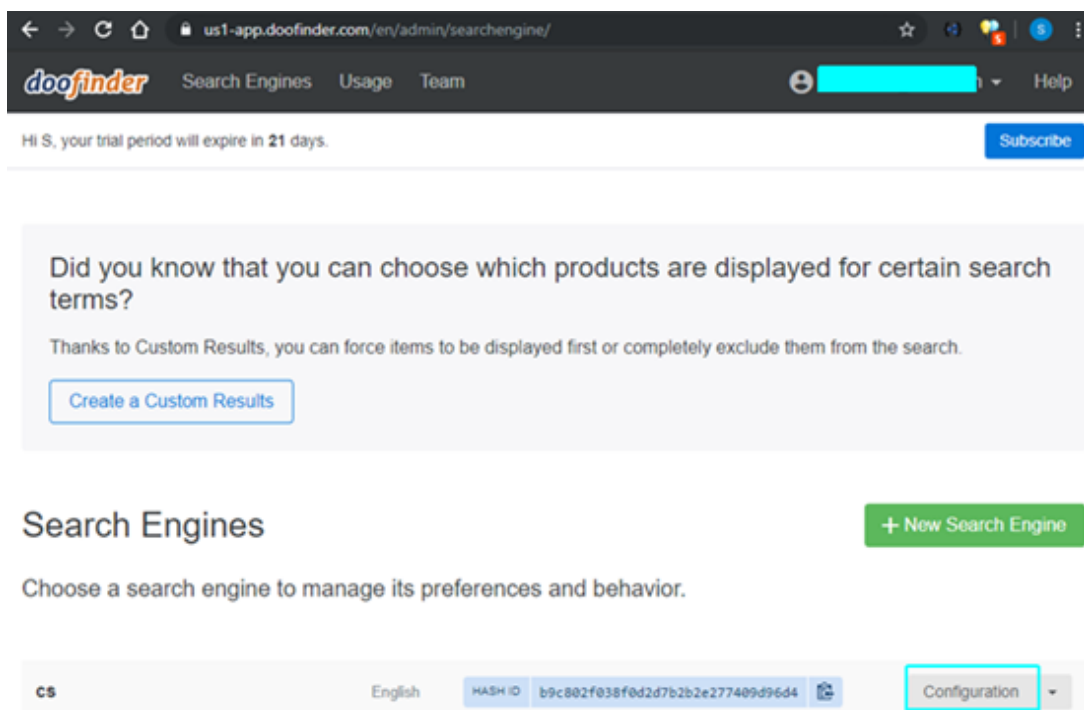 us1-app.doofinder.com/en/admin/searchengine/
S
S
doofinder Search Engines Usage Team Help
Hi S, your trial period will expire in 21 days. Subscribe
Did you know that you can choose which products are displayed for certain search
terms?
Thanks to Custom Results, you can force items to be displayed first or completely exclude them from the search.
Create a Custom Results
Search Engines
+ New Search Engine
Choose a search engine to manage its preferences and behavior.
cs English HASH ID b9c802f038f0d2d7b2b2e277409d96d4 Configuration